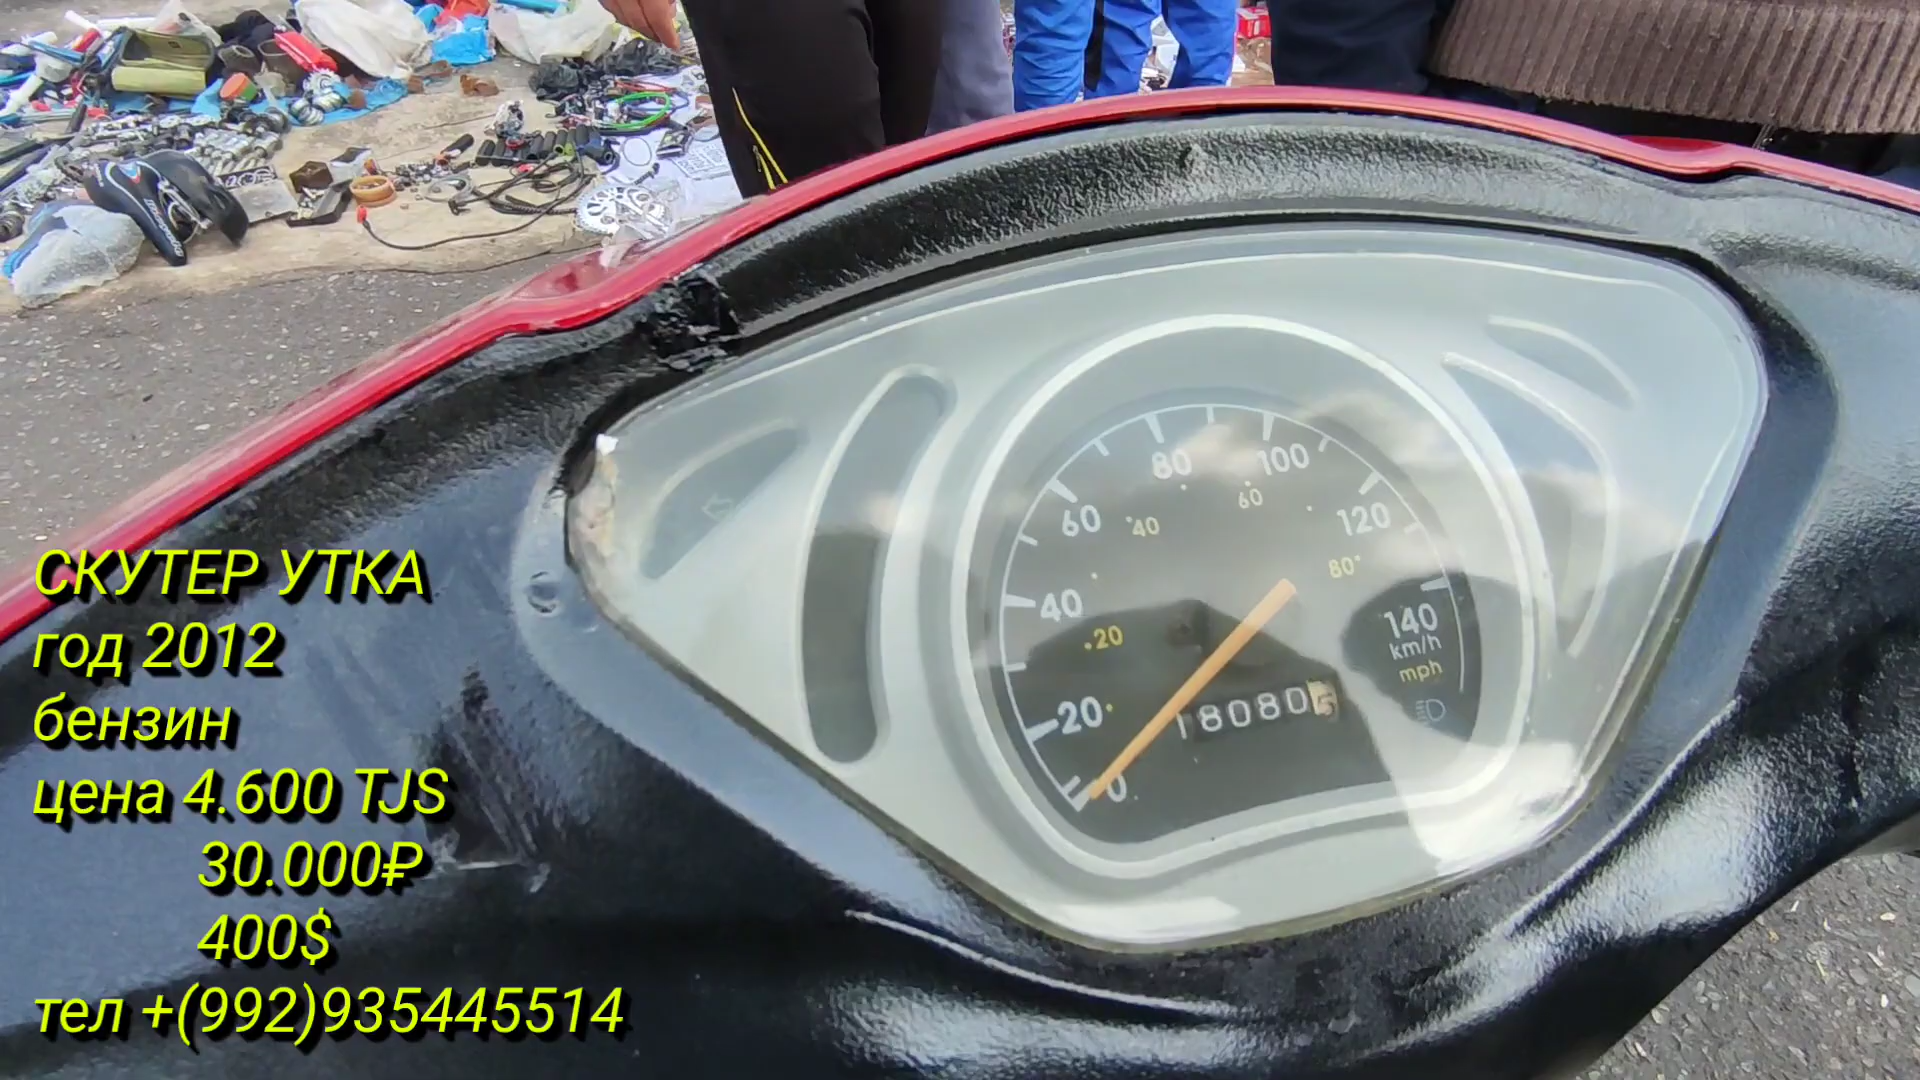 СКУТЕР УТКА
год 2012
бензин
цена 4.600 TJS
30.000₽
400$
тел +(992)935445514
80 100
60 40 60 120
80
40 20 140
km/h
mph
20
180805
0